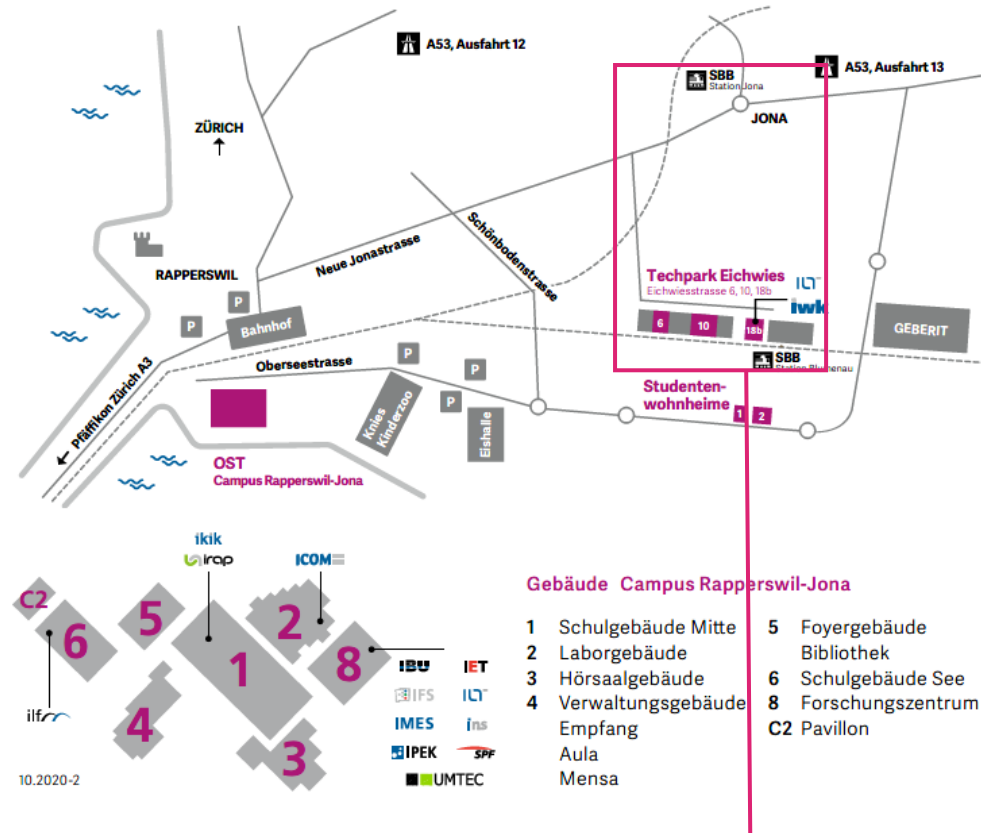 A53, Ausfahrt 12
SBB
Station Jona
A53, Ausfahrt 13
JONA
ZÜRICH
Neue Jonastrasse
Schönbodenstrasse
RAPPERSWIL
Techpark Eichwies
Eichwiesstrasse 6, 10, 18b
ILT
iwk
P
P
Bahnhof
6
10
18b
GEBERIT
Oberseestrasse
P
P
P
SBB
Station Blumenau
Pfäffikon Zürich A3
Knies
Kinderzoo
Eishalle
Studenten-
wohnheime
1 2
OST
Campus Rapperswil-Jona
ikik
irap
ICOM
C2
6
5
1
2
8
4
3
ilf
IBU IET
IFS ILT
IMES ins
IPEK SPF
UMTEC
10.2020-2
Gebäude Campus Rapperswil-Jona
1 Schulgebäude Mitte
2 Laborgebäude
3 Hörsaalgebäude
4 Verwaltungsgebäude
Empfang
Aula
Mensa
5 Foyergebäude
Bibliothek
6 Schulgebäude See
8 Forschungszentrum
C2 Pavillon